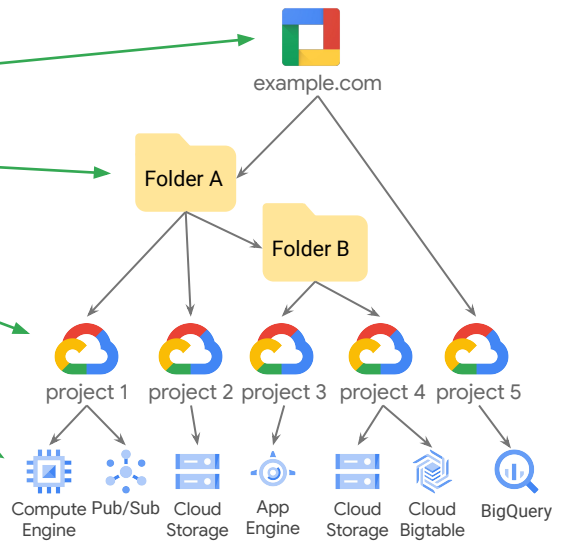 example.com
Folder A
Folder B
project 1
project 2
project 3
project 4
project 5
Compute
Engine
Pub/Sub
Cloud
Storage
App
Engine
Cloud
Storage
Cloud
Bigtable
BigQuery